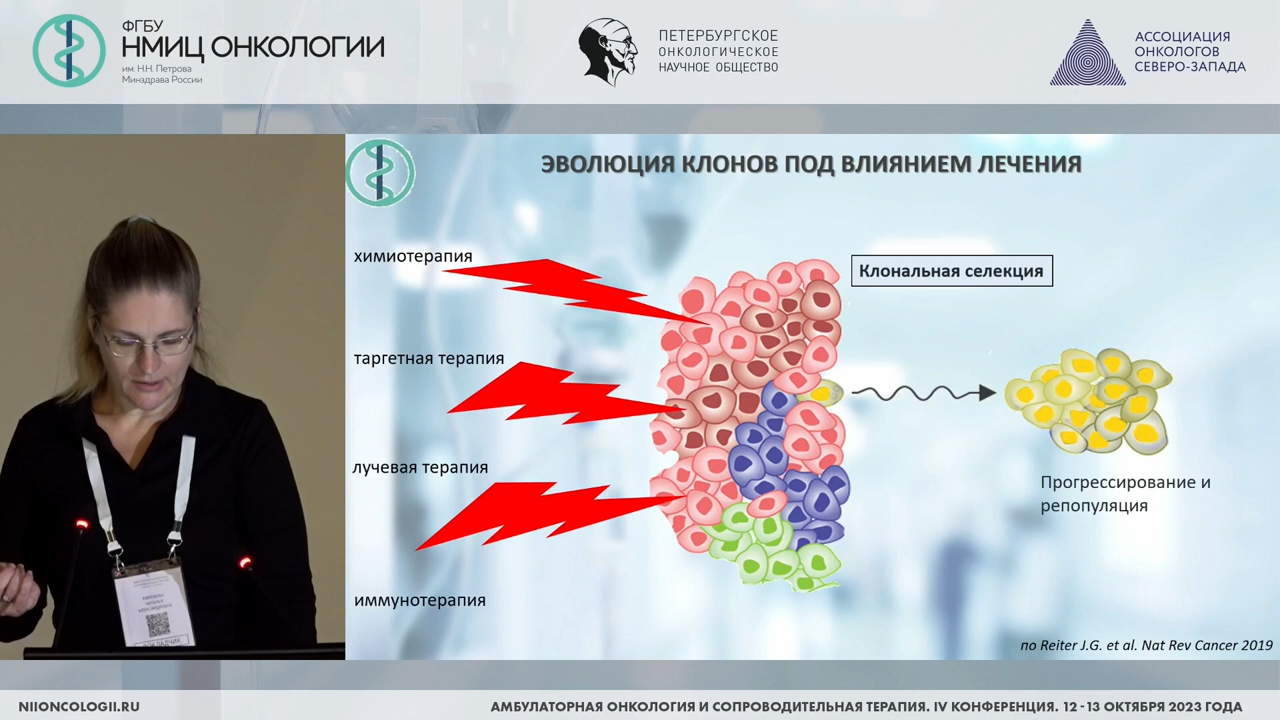 ФГБУ
НМИЦ ОНКОЛОГИИ
им. Н.Н. Петрова
Минздрава России
ПЕТЕРБУРГСКОЕ
ОНКОЛОГИЧЕСКОЕ
НАУЧНОЕ ОБЩЕСТВО
АССОЦИАЦИЯ
ОНКОЛОГОВ
СЕВЕРО-ЗАПАДА
ЭВОЛЮЦИЯ КЛОНОВ ПОД ВЛИЯНИЕМ ЛЕЧЕНИЯ
химиотерапия
Клональная селекция
таргетная терапия
лучевая терапия
Прогрессирование и
репопуляция
иммунотерапия
по Reiter J.G. et al. Nat Rev Cancer 2019
NIIONCOLOGII.RU
АМБУЛАТОРНАЯ ОНКОЛОГИЯ И СОПРОВОДИТЕЛЬНАЯ ТЕРАПИЯ. IV КОНФЕРЕНЦИЯ. 12 - 13 ОКТЯБРЯ 2023 ГОДА